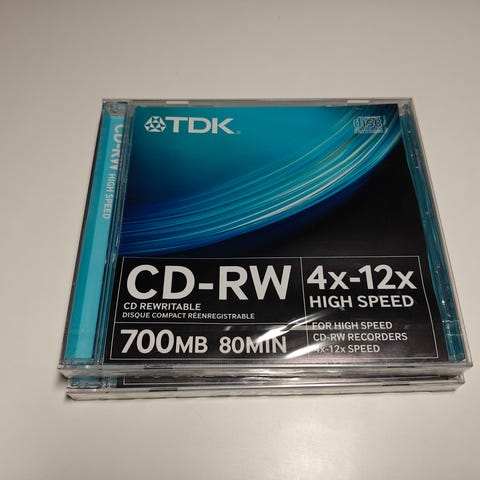 TDK
disc
CD-RW HIGH SPEED
CD-RW
CD REWRITABLE
DISQUE COMPACT RÉENREGISTRABLE
700MB 80MIN
4x-12x
HIGH SPEED
FOR HIGH SPEED
CD-RW RECORDERS
4x-12x SPEED